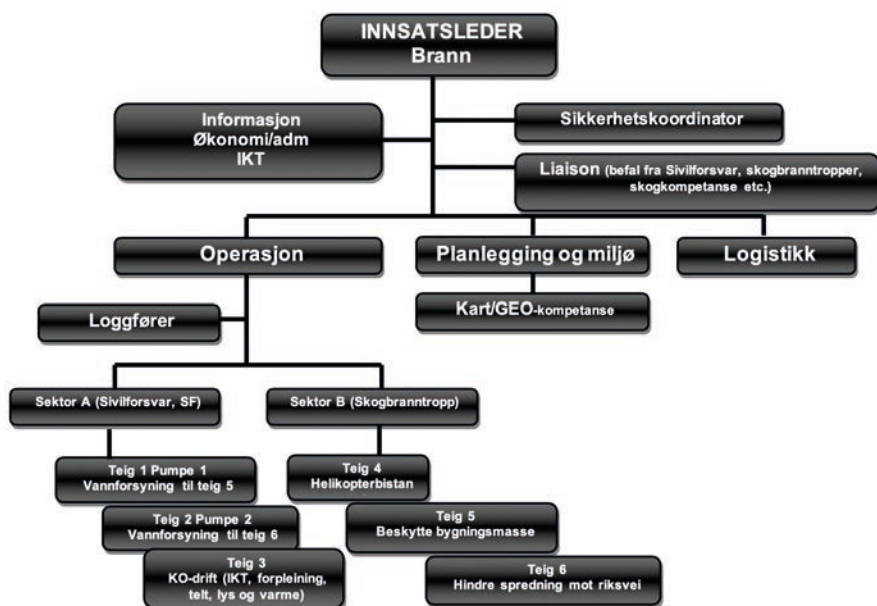 INNSATSLEDER
Brann
Informasjon
Økonomi/adm
IKT
Sikkerhetskoordinator
Liaison (befal fra Sivilforsvar, skogbranntropper,
skogkompetanse etc.)
Operasjon
Planlegging og miljø
Logistikk
Kart/GEO-kompetanse
Loggfører
Sektor A (Sivilforsvar, SF)
Sektor B (Skogbranntropp)
Teig 1 Pumpe 1
Vannforsyning til teig 5
Teig 2 Pumpe 2
Vannforsyning til teig 6
Teig 3
KO-drift (IKT, forpleining,
telt, lys og varme)
Teig 4
Helikopterbistan
Teig 5
Beskytte bygningsmasse
Teig 6
Hindre spredning mot riksvei